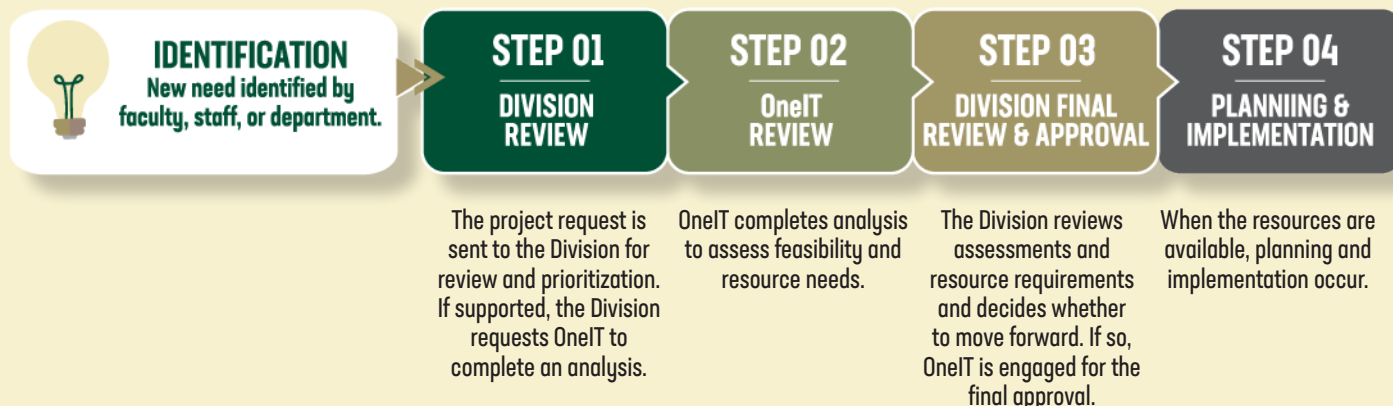 IDENTIFICATION
New need identified by
faculty, staff, or department.
STEP 01
DIVISION
REVIEW
The project request is
sent to the Division for
review and prioritization.
If supported, the Division
requests OneIT to
complete an analysis.
STEP 02
OneIT
REVIEW
OneIT completes analysis
to assess feasibility and
resource needs.
STEP 03
DIVISION FINAL
REVIEW & APPROVAL
The Division reviews
assessments and
resource requirements
and decides whether
to move forward. If so,
OneIT is engaged for the
final approval.
STEP 04
PLANNIING &
IMPLEMENTATION
When the resources are
available, planning and
implementation occur.